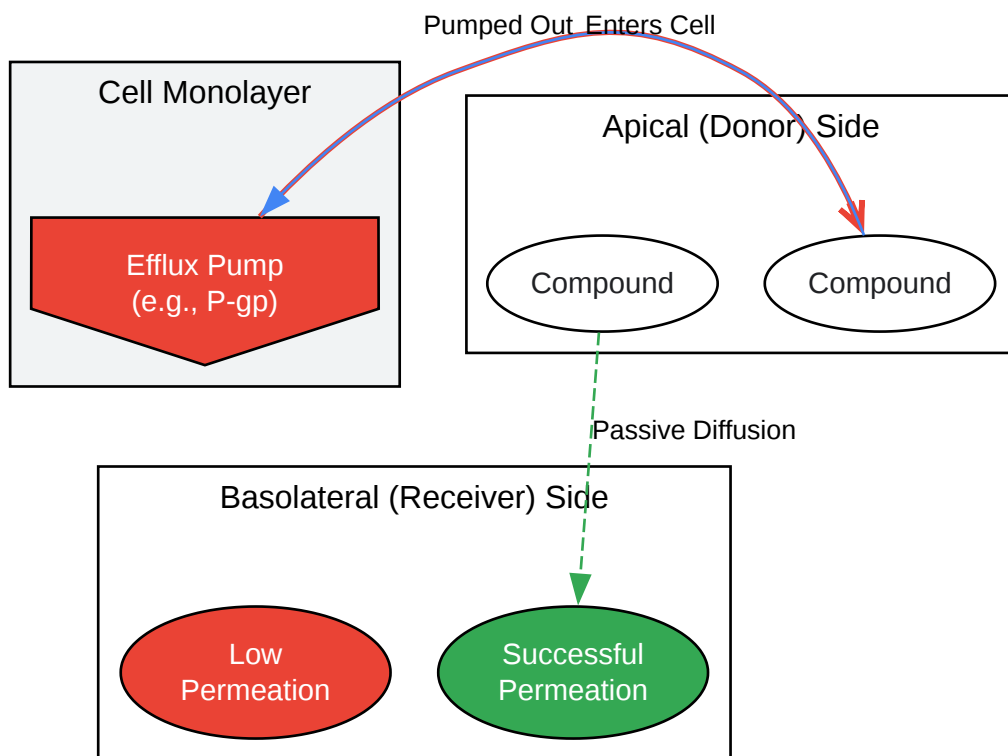 Pumped Out Enters Cell
Cell Monolayer
Apical (Donor) Side
Efflux Pump
(e.g., P-gp)
Compound
Compound
Passive Diffusion
Basolateral (Receiver) Side
Low
Permeation
Successful
Permeation